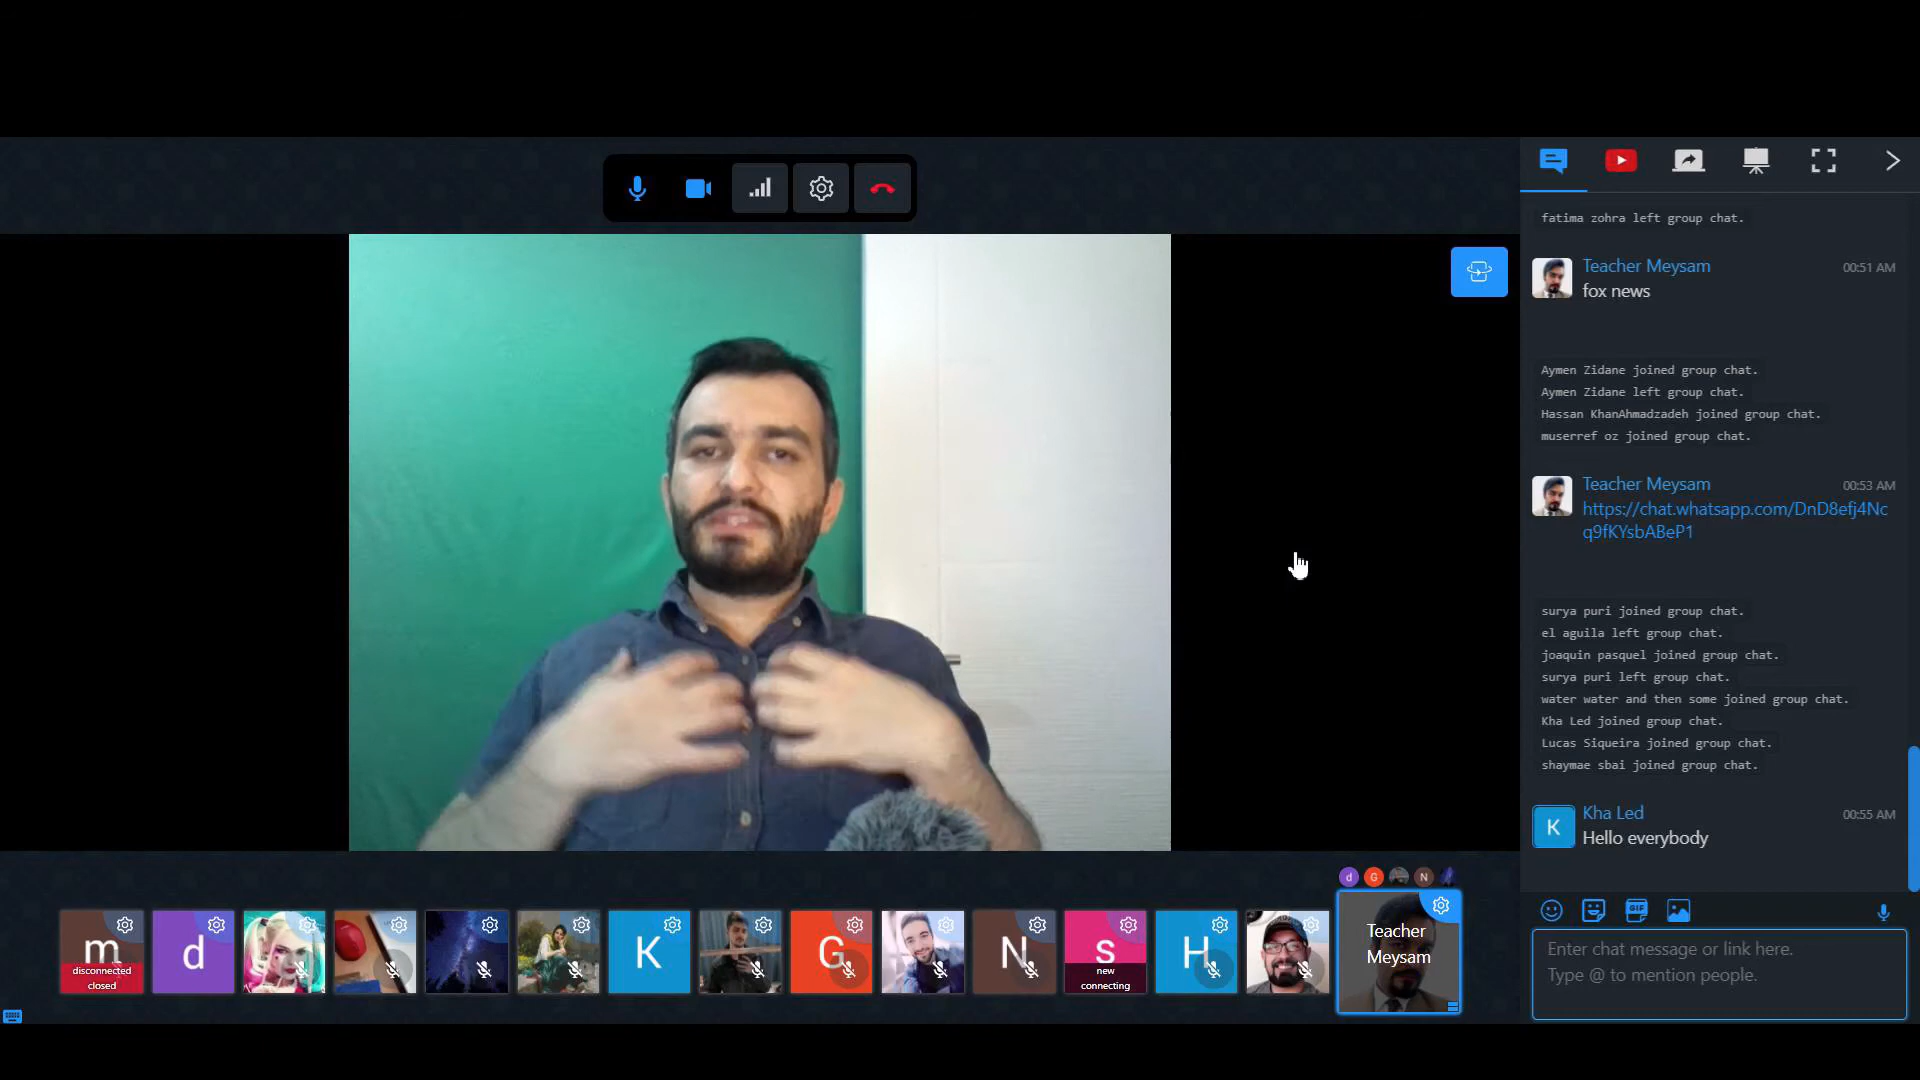 fatima zohra left group chat.
Teacher Meysam 00:51 AM
fox news
Aymen Zidane joined group chat.
Aymen Zidane left group chat.
Hassan KhanAhmadzadeh joined group chat.
muserref oz joined group chat.
Teacher Meysam 00:53 AM
https://chat.whatsapp.com/DnD8efj4Nc
q9fKYsbABeP1
surya puri joined group chat.
el aguila left group chat.
joaquin pasquel joined group chat.
surya puri left group chat.
water water and then some joined group chat.
Kha Led joined group chat.
Lucas Siqueira joined group chat.
shaymae sbai joined group chat.
K
Kha Led 00:55 AM
Hello everybody
GIF
Enter chat message or link here.
Type @ to mention people.
d G N
m
disconnected
closed
d
K
G
N
s
new
connecting
H
Teacher
Meysam